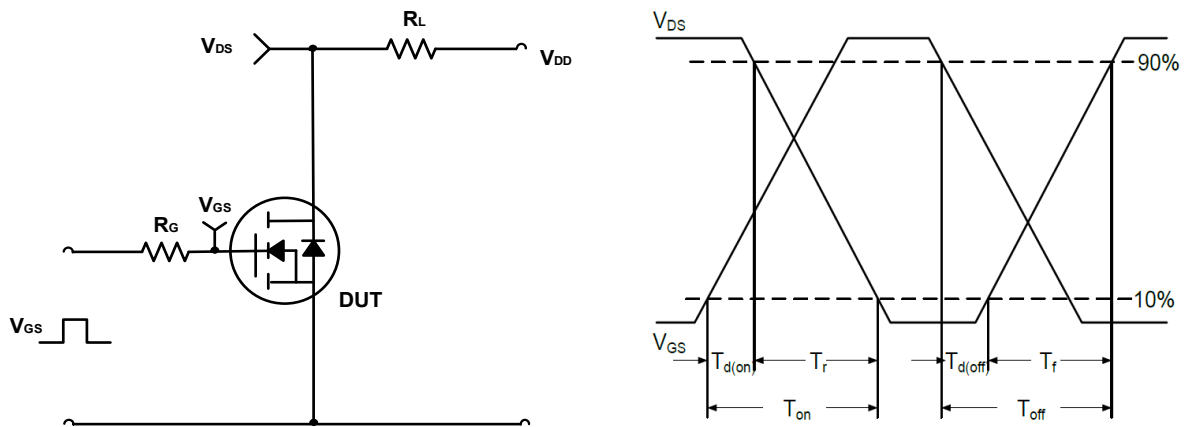 RL
VDS
VDD
VGS
RG
DUT
VGS
VDS
90%
10%
VGS
Td(on)
Tr
Td(off)
Tf
Ton
Toff